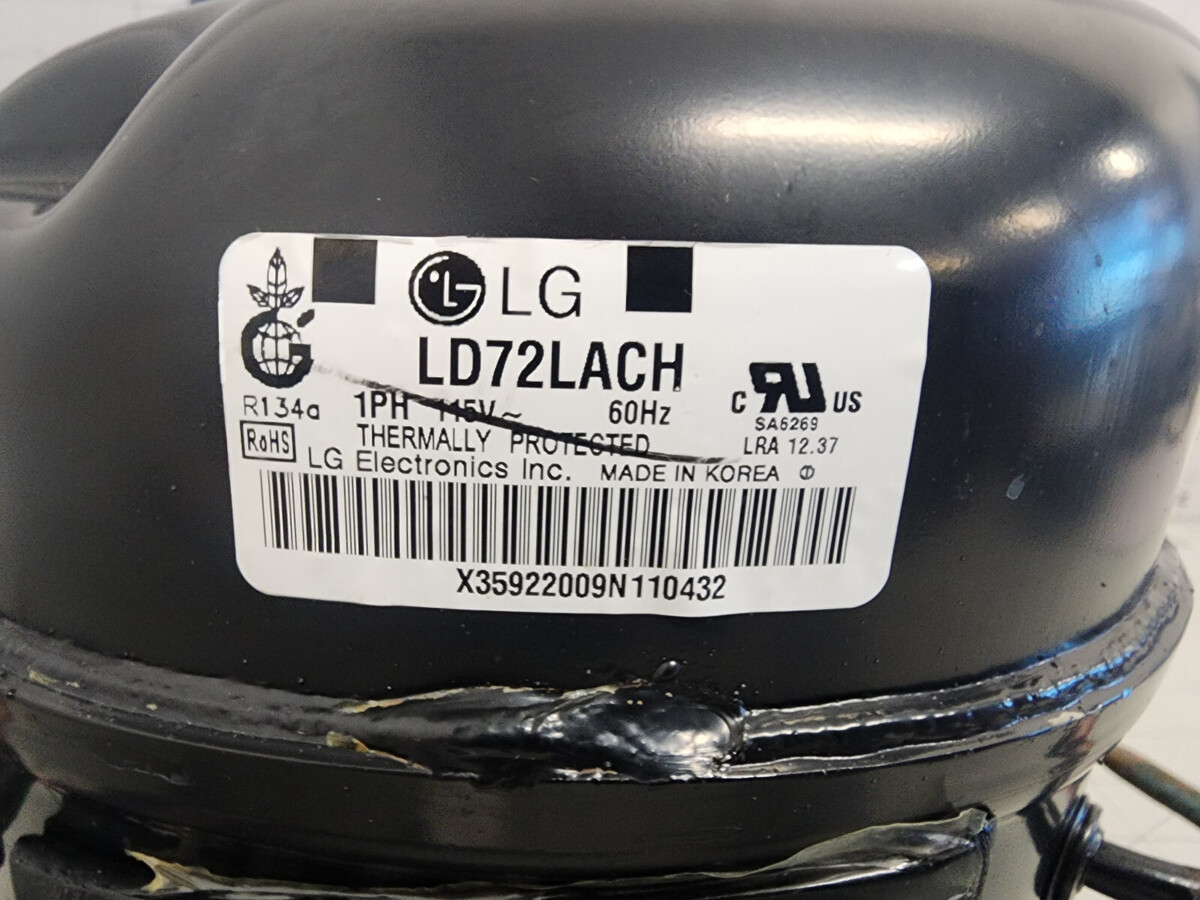 LG
LD72LACH
R134a 1PH 115V~ 60Hz
C RU US
SA6269
THERMALLY PROTECTED LRA 12.37
RoHS LG Electronics Inc. MADE IN KOREA
X35922009N110432